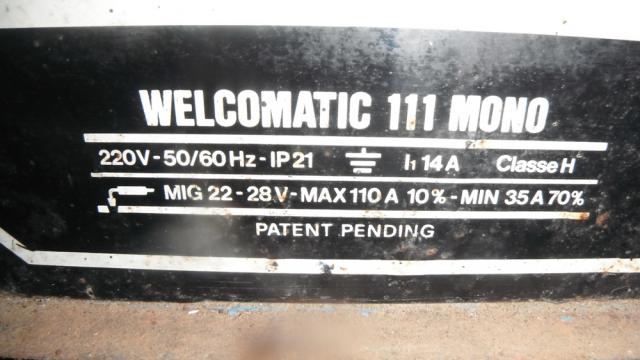 WELCOMATIC 111 MONO
220V-50/60Hz-IP21 ⏚ I₁ 14A Classe H
MIG 22-28V-MAX 110A 10%-MIN 35A 70%
PATENT PENDING